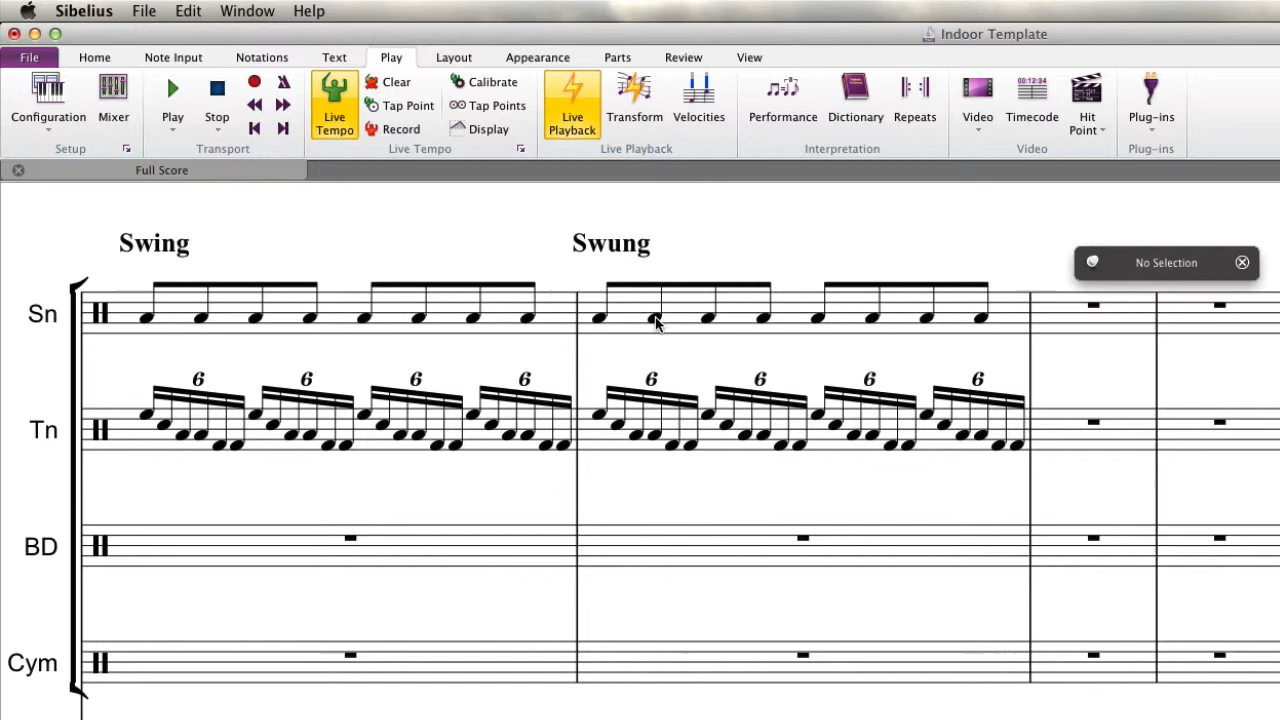 Sibelius File Edit Window Help
Indoor Template
File Home Note Input Notations Text Play Layout Appearance Parts Review View
Configuration Mixer Play Stop Live Tempo Clear Tap Point Record Calibrate Tap Points Display Live Playback Transform Velocities Performance Dictionary Repeats Video 00:12:34 Timecode Hit Point Plug-ins
Setup Transport Live Tempo Live Playback Interpretation Video Plug-ins
Full Score
Swing Swung
No Selection
Sn
6 6 6 6 6 6 6 6
Tn
BD
Cym